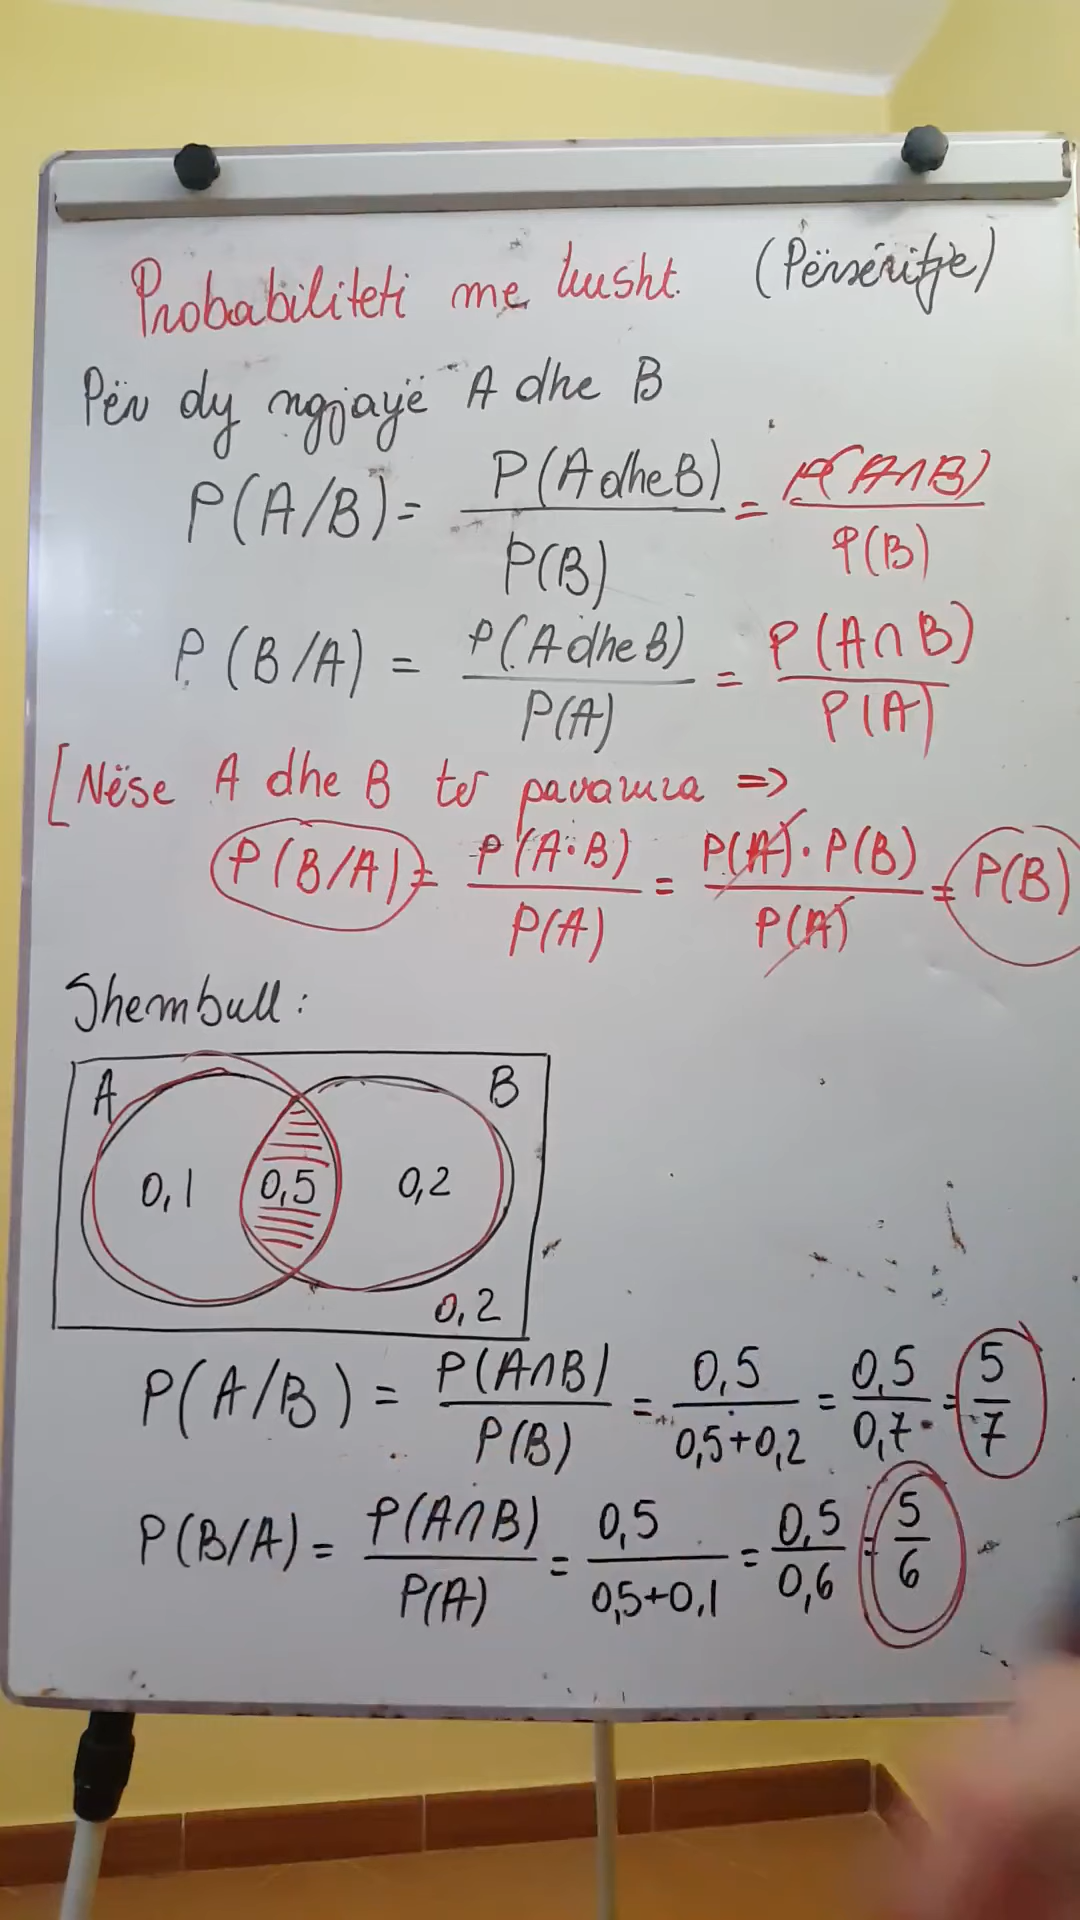 Probabiliteti me kusht. (Përsëritje)
Për dy ngjayë A dhe B
P(A/B) = P(A dhe B) / P(B) = P(A∩B) / P(B)
P(B/A) = P(A dhe B) / P(A) = P(A∩B) / P(A)
[Nëse A dhe B të pavarura =>
P(B/A) = P(A·B) / P(A) = P(A)·P(B) / P(A) = P(B)
Shembull:
A B
0,1 0,5 0,2
0,2
P(A/B) = P(A∩B) / P(B) = 0,5 / 0,5+0,2 = 0,5 / 0,7 = 5/7
P(B/A) = P(A∩B) / P(A) = 0,5 / 0,5+0,1 = 0,5 / 0,6 = 5/6